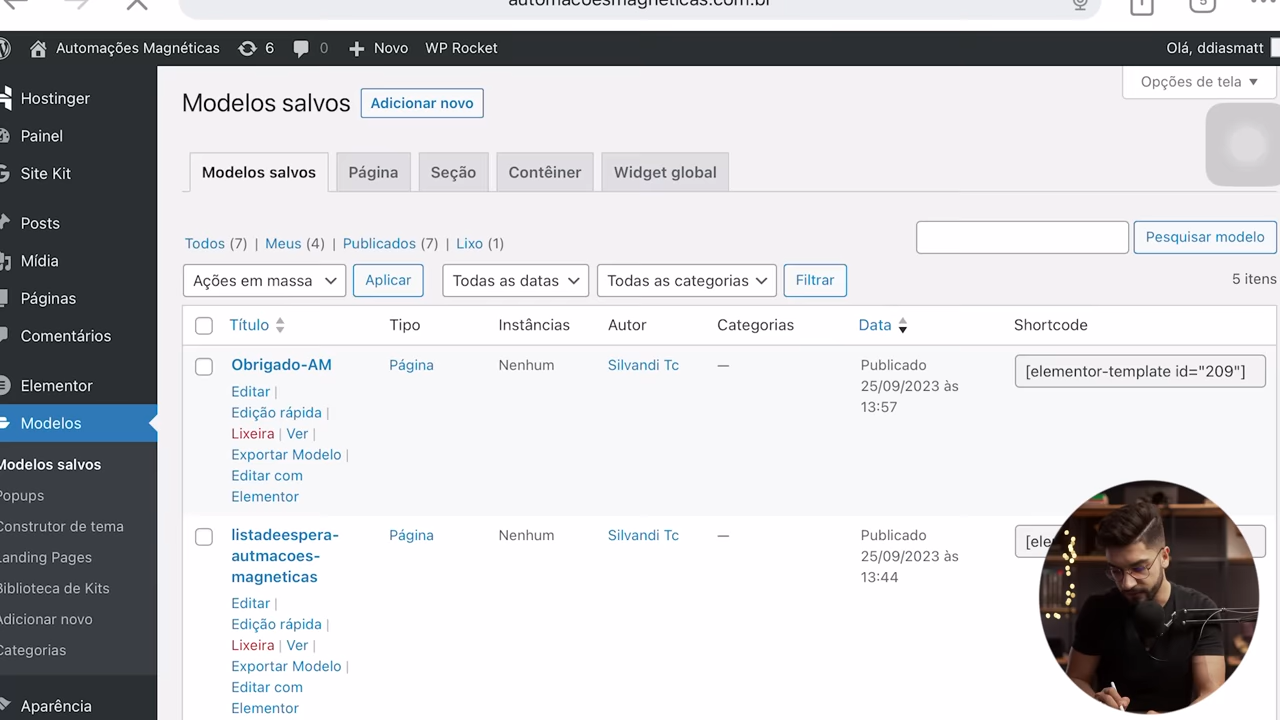 automacoesmagneticas.com.br
5
Automações Magnéticas 6 0 Novo WP Rocket Olá, ddiasmatt
Hostinger
Painel
Site Kit
Posts
Mídia
Páginas
Comentários
Elementor
Modelos
Modelos salvos
Popups
Construtor de tema
Landing Pages
Biblioteca de Kits
Adicionar novo
Categorias
Aparência
Opções de tela
Modelos salvos Adicionar novo
Modelos salvos Página Seção Contêiner Widget global
Todos (7) | Meus (4) | Publicados (7) | Lixo (1)
Pesquisar modelo
Ações em massa Aplicar Todas as datas Todas as categorias Filtrar
5 itens
Título Tipo Instâncias Autor Categorias Data Shortcode
Obrigado-AM Página Nenhum Silvandi Tc — Publicado
25/09/2023 às
13:57
[elementor-template id="209"]
Editar |
Edição rápida |
Lixeira | Ver |
Exportar Modelo |
Editar com
Elementor
listadeespera-
autmacoes-
magneticas
Página Nenhum Silvandi Tc — Publicado
25/09/2023 às
13:44
[ele
Editar |
Edição rápida |
Lixeira | Ver |
Exportar Modelo |
Editar com
Elementor